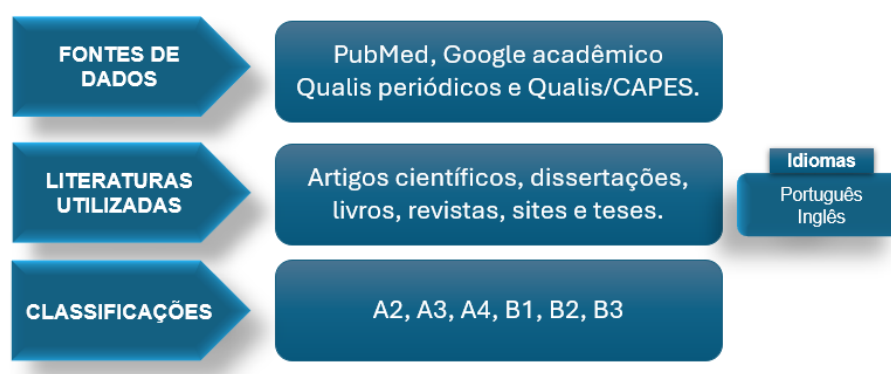 FONTES DE
DADOS
PubMed, Google acadêmico
Qualis periódicos e Qualis/CAPES.
LITERATURAS
UTILIZADAS
Artigos científicos, dissertações,
livros, revistas, sites e teses.
Idiomas
Português
Inglês
CLASSIFICAÇÕES
A2, A3, A4, B1, B2, B3